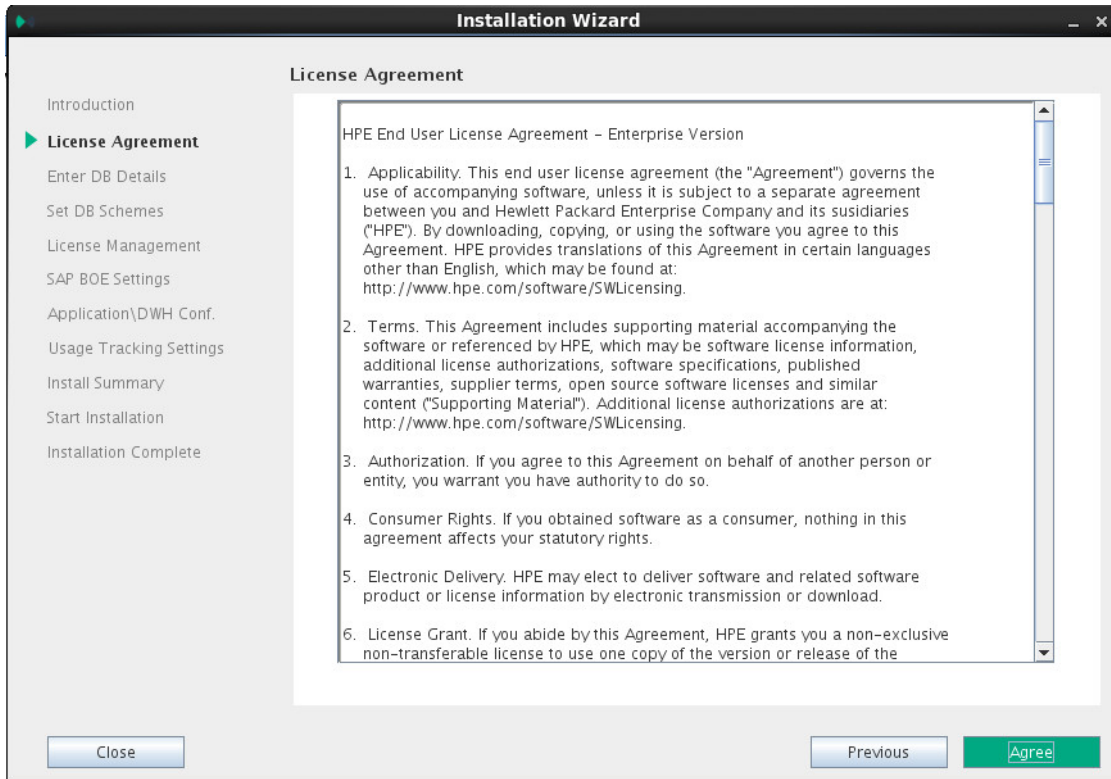 Installation Wizard
License Agreement
Introduction
License Agreement
Enter DB Details
Set DB Schemes
License Management
SAP BOE Settings
Application\DWH Conf.
Usage Tracking Settings
Install Summary
Start Installation
Installation Complete
HPE End User License Agreement – Enterprise Version
1. Applicability. This end user license agreement (the "Agreement") governs the
use of accompanying software, unless it is subject to a separate agreement
between you and Hewlett Packard Enterprise Company and its susidiaries
("HPE"). By downloading, copying, or using the software you agree to this
Agreement. HPE provides translations of this Agreement in certain languages
other than English, which may be found at:
http://www.hpe.com/software/SWLicensing.
2. Terms. This Agreement includes supporting material accompanying the
software or referenced by HPE, which may be software license information,
additional license authorizations, software specifications, published
warranties, supplier terms, open source software licenses and similar
content ("Supporting Material"). Additional license authorizations are at:
http://www.hpe.com/software/SWLicensing.
3. Authorization. If you agree to this Agreement on behalf of another person or
entity, you warrant you have authority to do so.
4. Consumer Rights. If you obtained software as a consumer, nothing in this
agreement affects your statutory rights.
5. Electronic Delivery. HPE may elect to deliver software and related software
product or license information by electronic transmission or download.
6. License Grant. If you abide by this Agreement, HPE grants you a non–exclusive
non–transferable license to use one copy of the version or release of the
Close
Previous
Agree